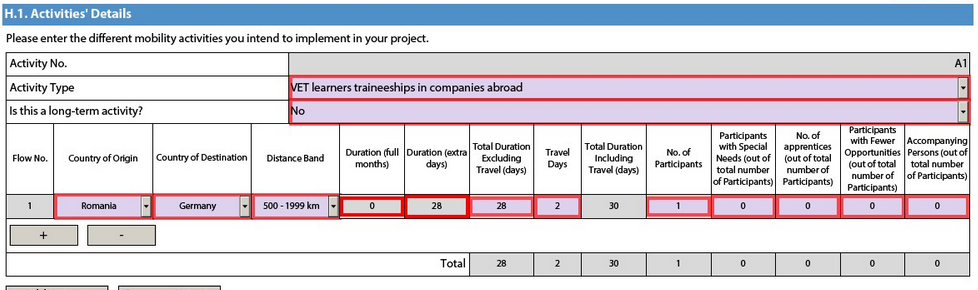 H.1. Activities' Details
Please enter the different mobility activities you intend to implement in your project.
Activity No. A1
Activity Type VET learners traineeships in companies abroad
Is this a long-term activity? No
Flow No. Country of Origin Country of Destination Distance Band Duration (full months) Duration (extra days) Total Duration Excluding Travel (days) Travel Days Total Duration Including Travel (days) No. of Participants Participants with Special Needs (out of total number of Participants) No. of apprentices (out of total number of Participants) Participants with Fewer Opportunities (out of total number of Participants) Accompanying Persons (out of total number of Participants)
1 Romania Germany 500 - 1999 km 0 28 28 2 30 1 0 0 0 0
+ -
Total 28 2 30 1 0 0 0 0